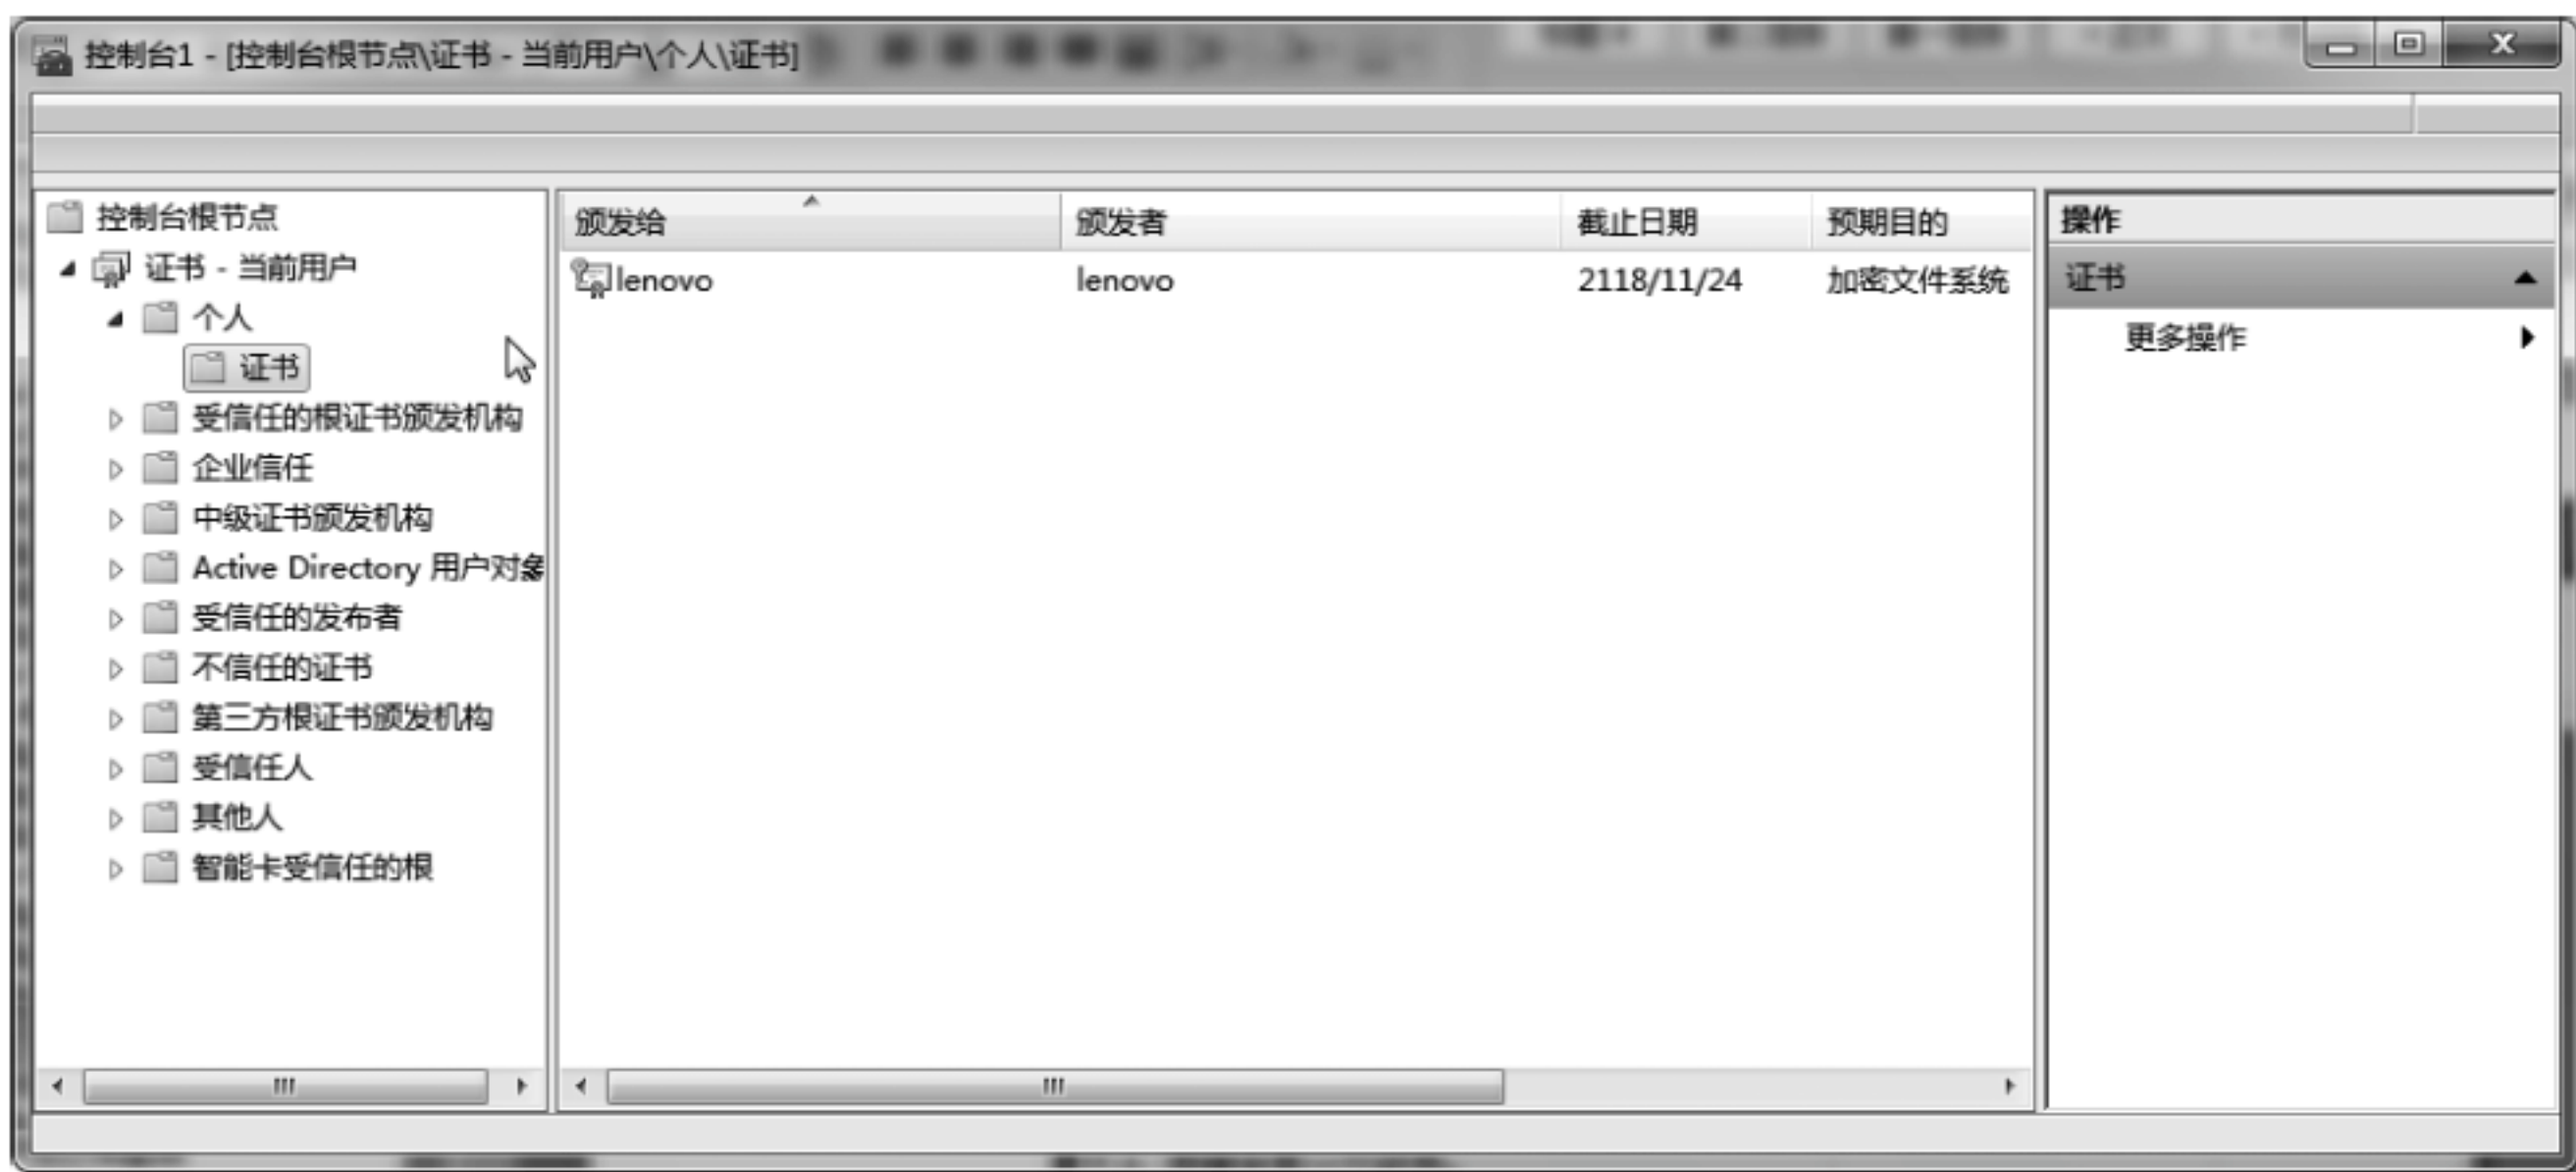 控制台1 - [控制台根节点\证书 - 当前用户\个人\证书]
控制台根节点
证书 - 当前用户
个人
证书
受信任的根证书颁发机构
企业信任
中级证书颁发机构
Active Directory 用户对象
受信任的发布者
不信任的证书
第三方根证书颁发机构
受信任人
其他人
智能卡受信任的根
颁发给 颁发者 截止日期 预期目的
lenovo lenovo 2118/11/24 加密文件系统
操作
证书
更多操作